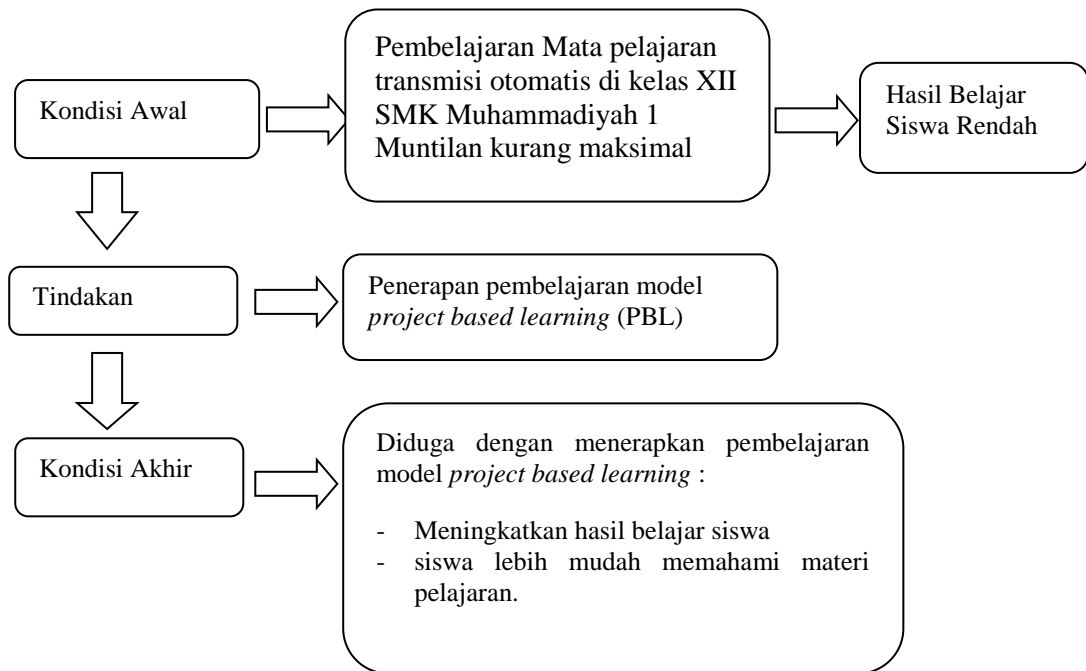 Kondisi Awal
Pembelajaran Mata pelajaran
transmisi otomatis di kelas XII
SMK Muhammadiyah 1
Muntilan kurang maksimal
Hasil Belajar
Siswa Rendah
Tindakan
Penerapan pembelajaran model
project based learning (PBL)
Kondisi Akhir
Diduga dengan menerapkan pembelajaran
model project based learning :
- Meningkatkan hasil belajar siswa
- siswa lebih mudah memahami materi
pelajaran.